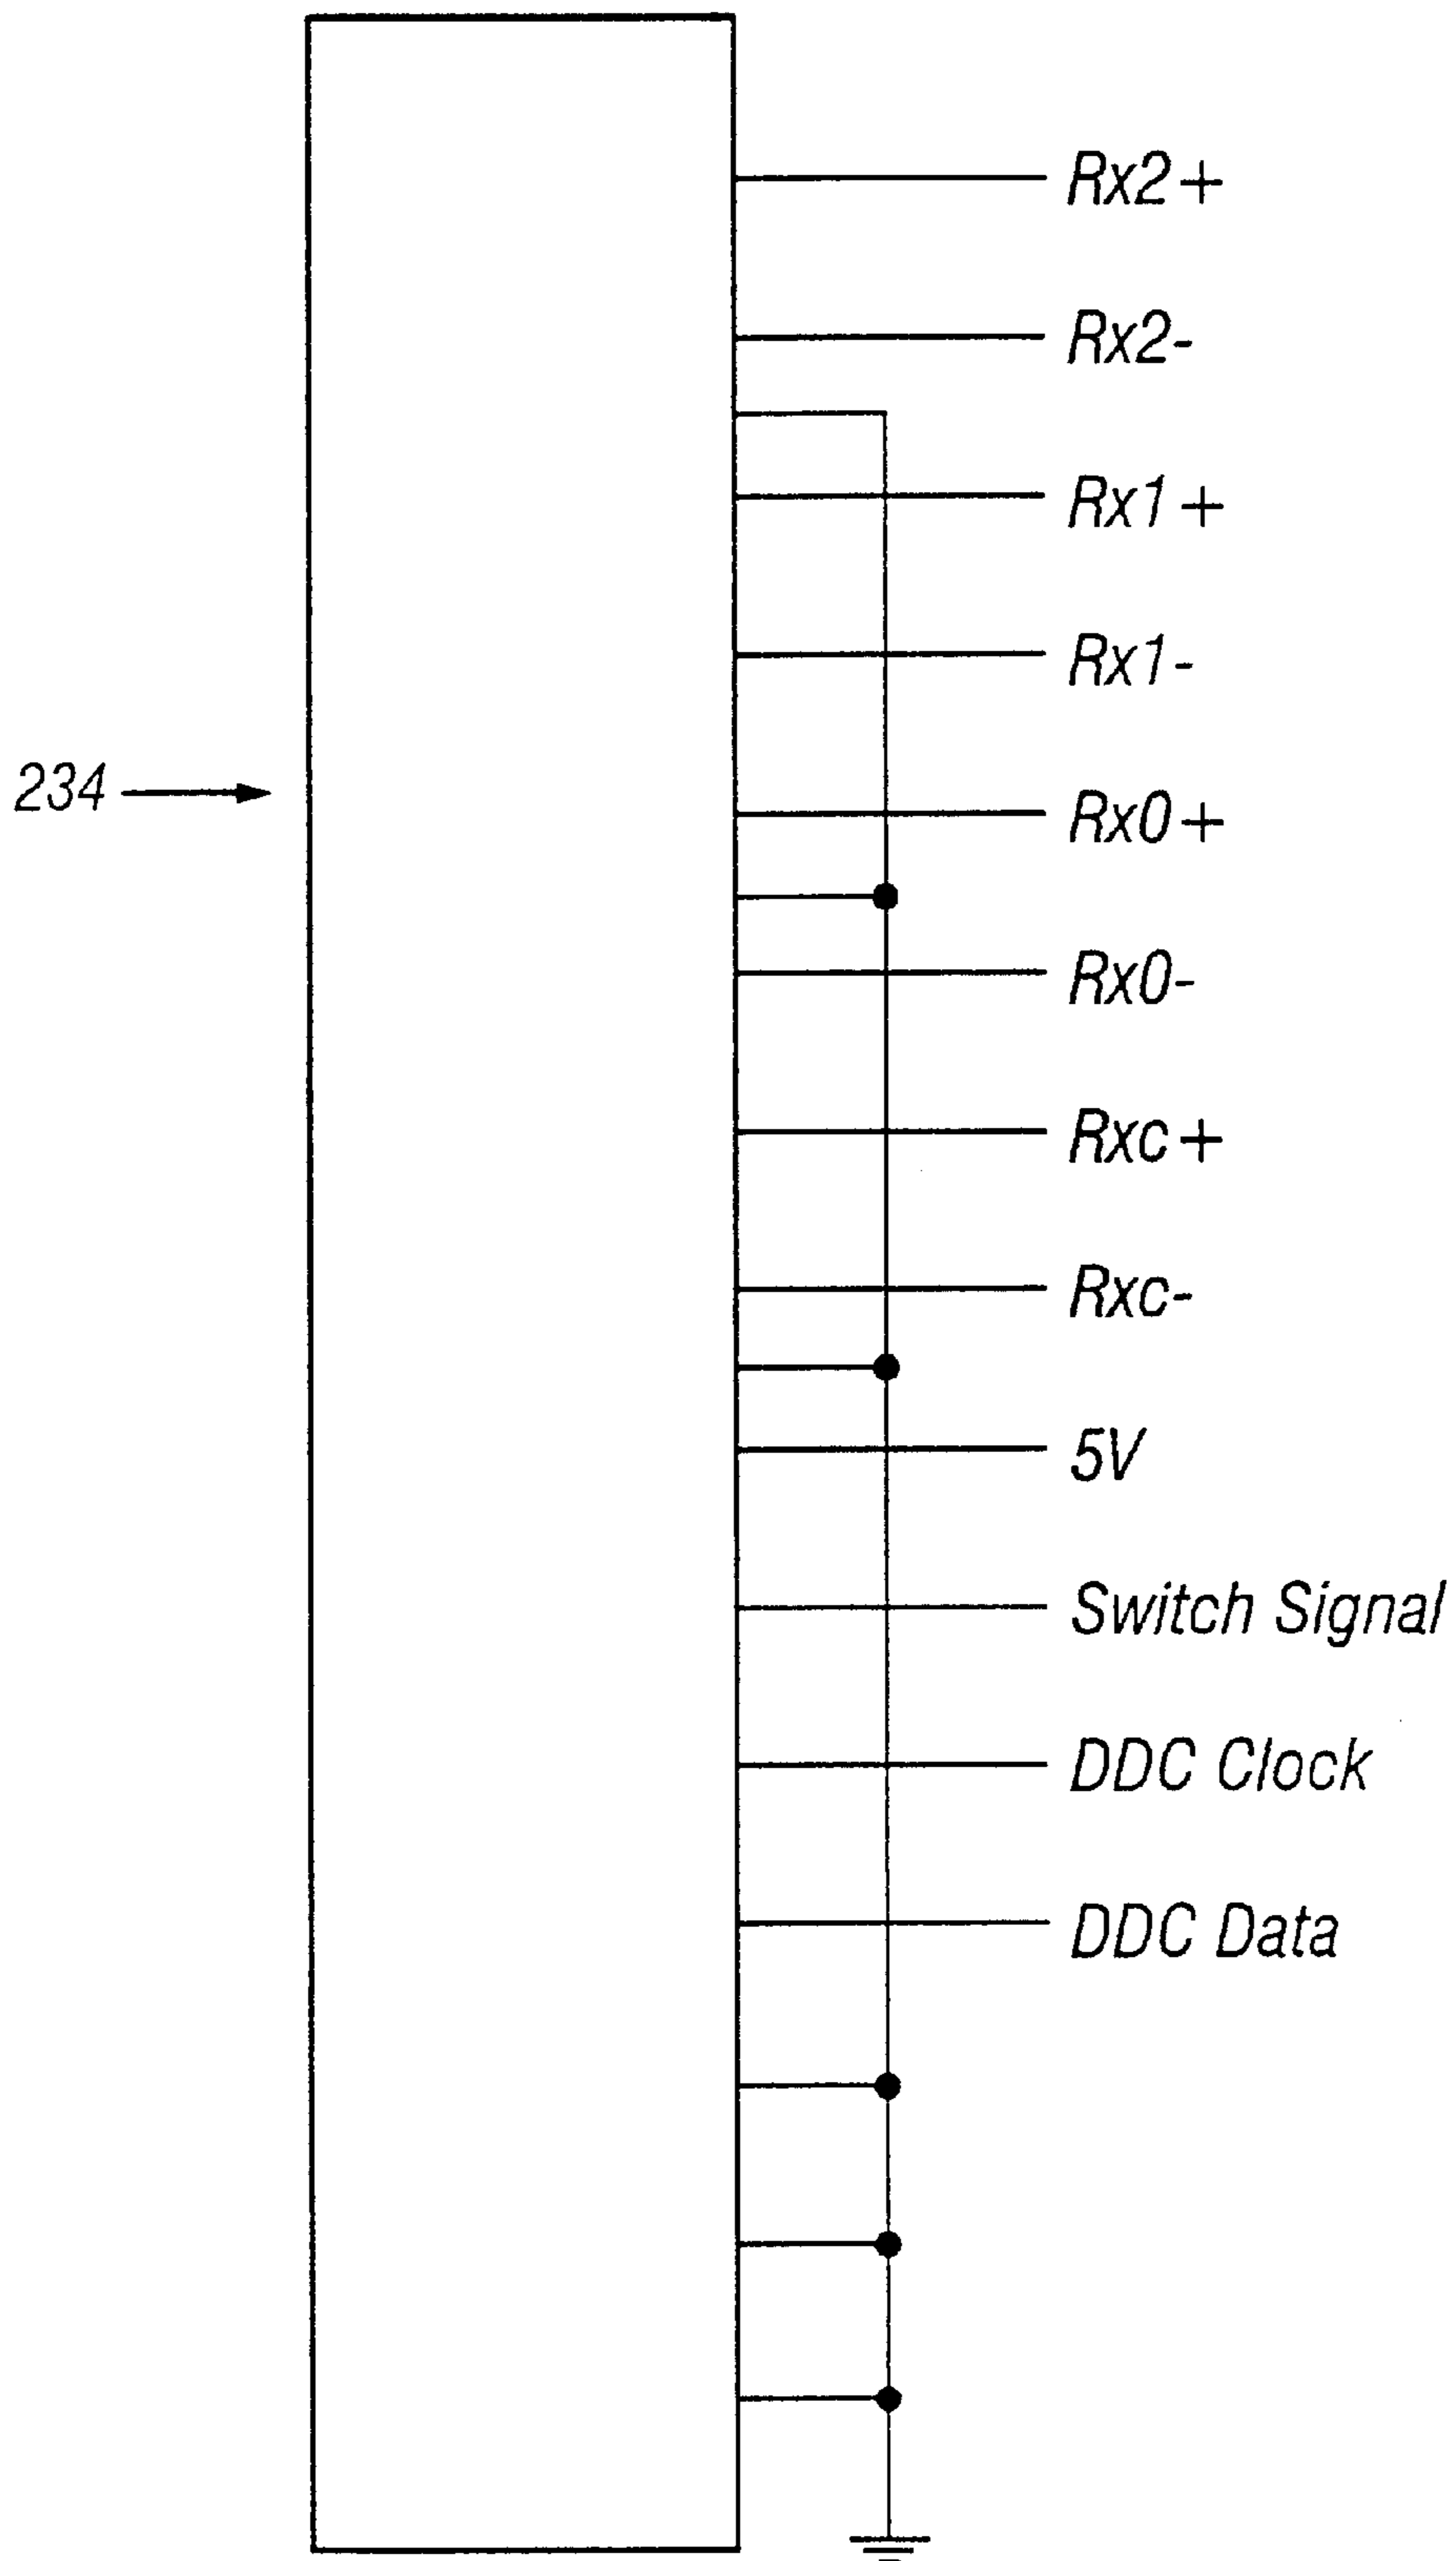 Rx2+
Rx2-
Rx1+
Rx1-
234
Rx0+
Rx0-
Rxc+
Rxc-
5V
Switch Signal
DDC Clock
DDC Data